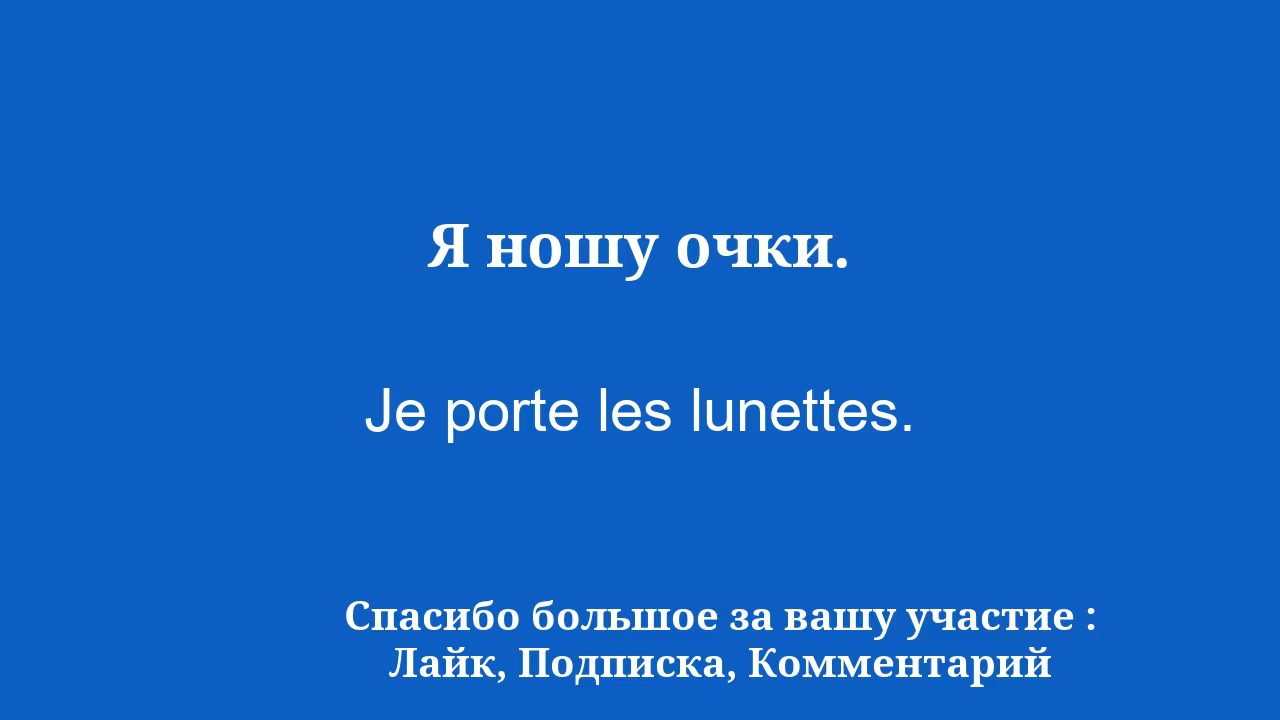 Я ношу очки.
Je porte les lunettes.
Спасибо большое за вашу участие :
Лайк, Подписка, Комментарий